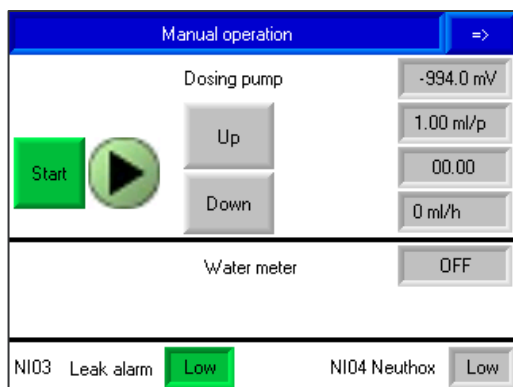 Manual operation =>
Dosing pump -994.0 mV
Up 1.00 ml/p
Start 00.00
Down 0 ml/h
Water meter OFF
NI03 Leak alarm Low NI04 Neuthox Low